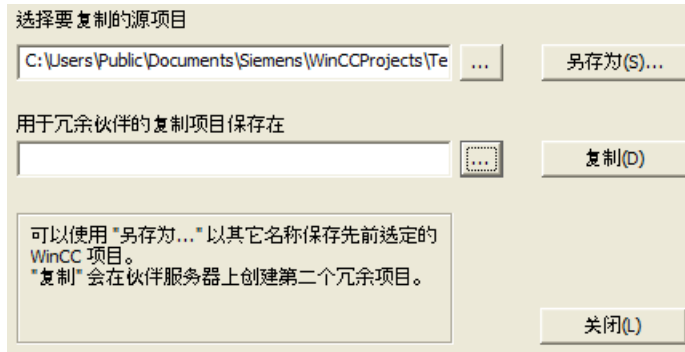 选择要复制的源项目
C:\Users\Public\Documents\Siemens\WinCCProjects\Te
...
另存为(S)...
用于冗余伙伴的复制项目保存在
...
复制(D)
可以使用 "另存为..." 以其它名称保存先前选定的
WinCC 项目。
"复制" 会在伙伴服务器上创建第二个冗余项目。
关闭(L)